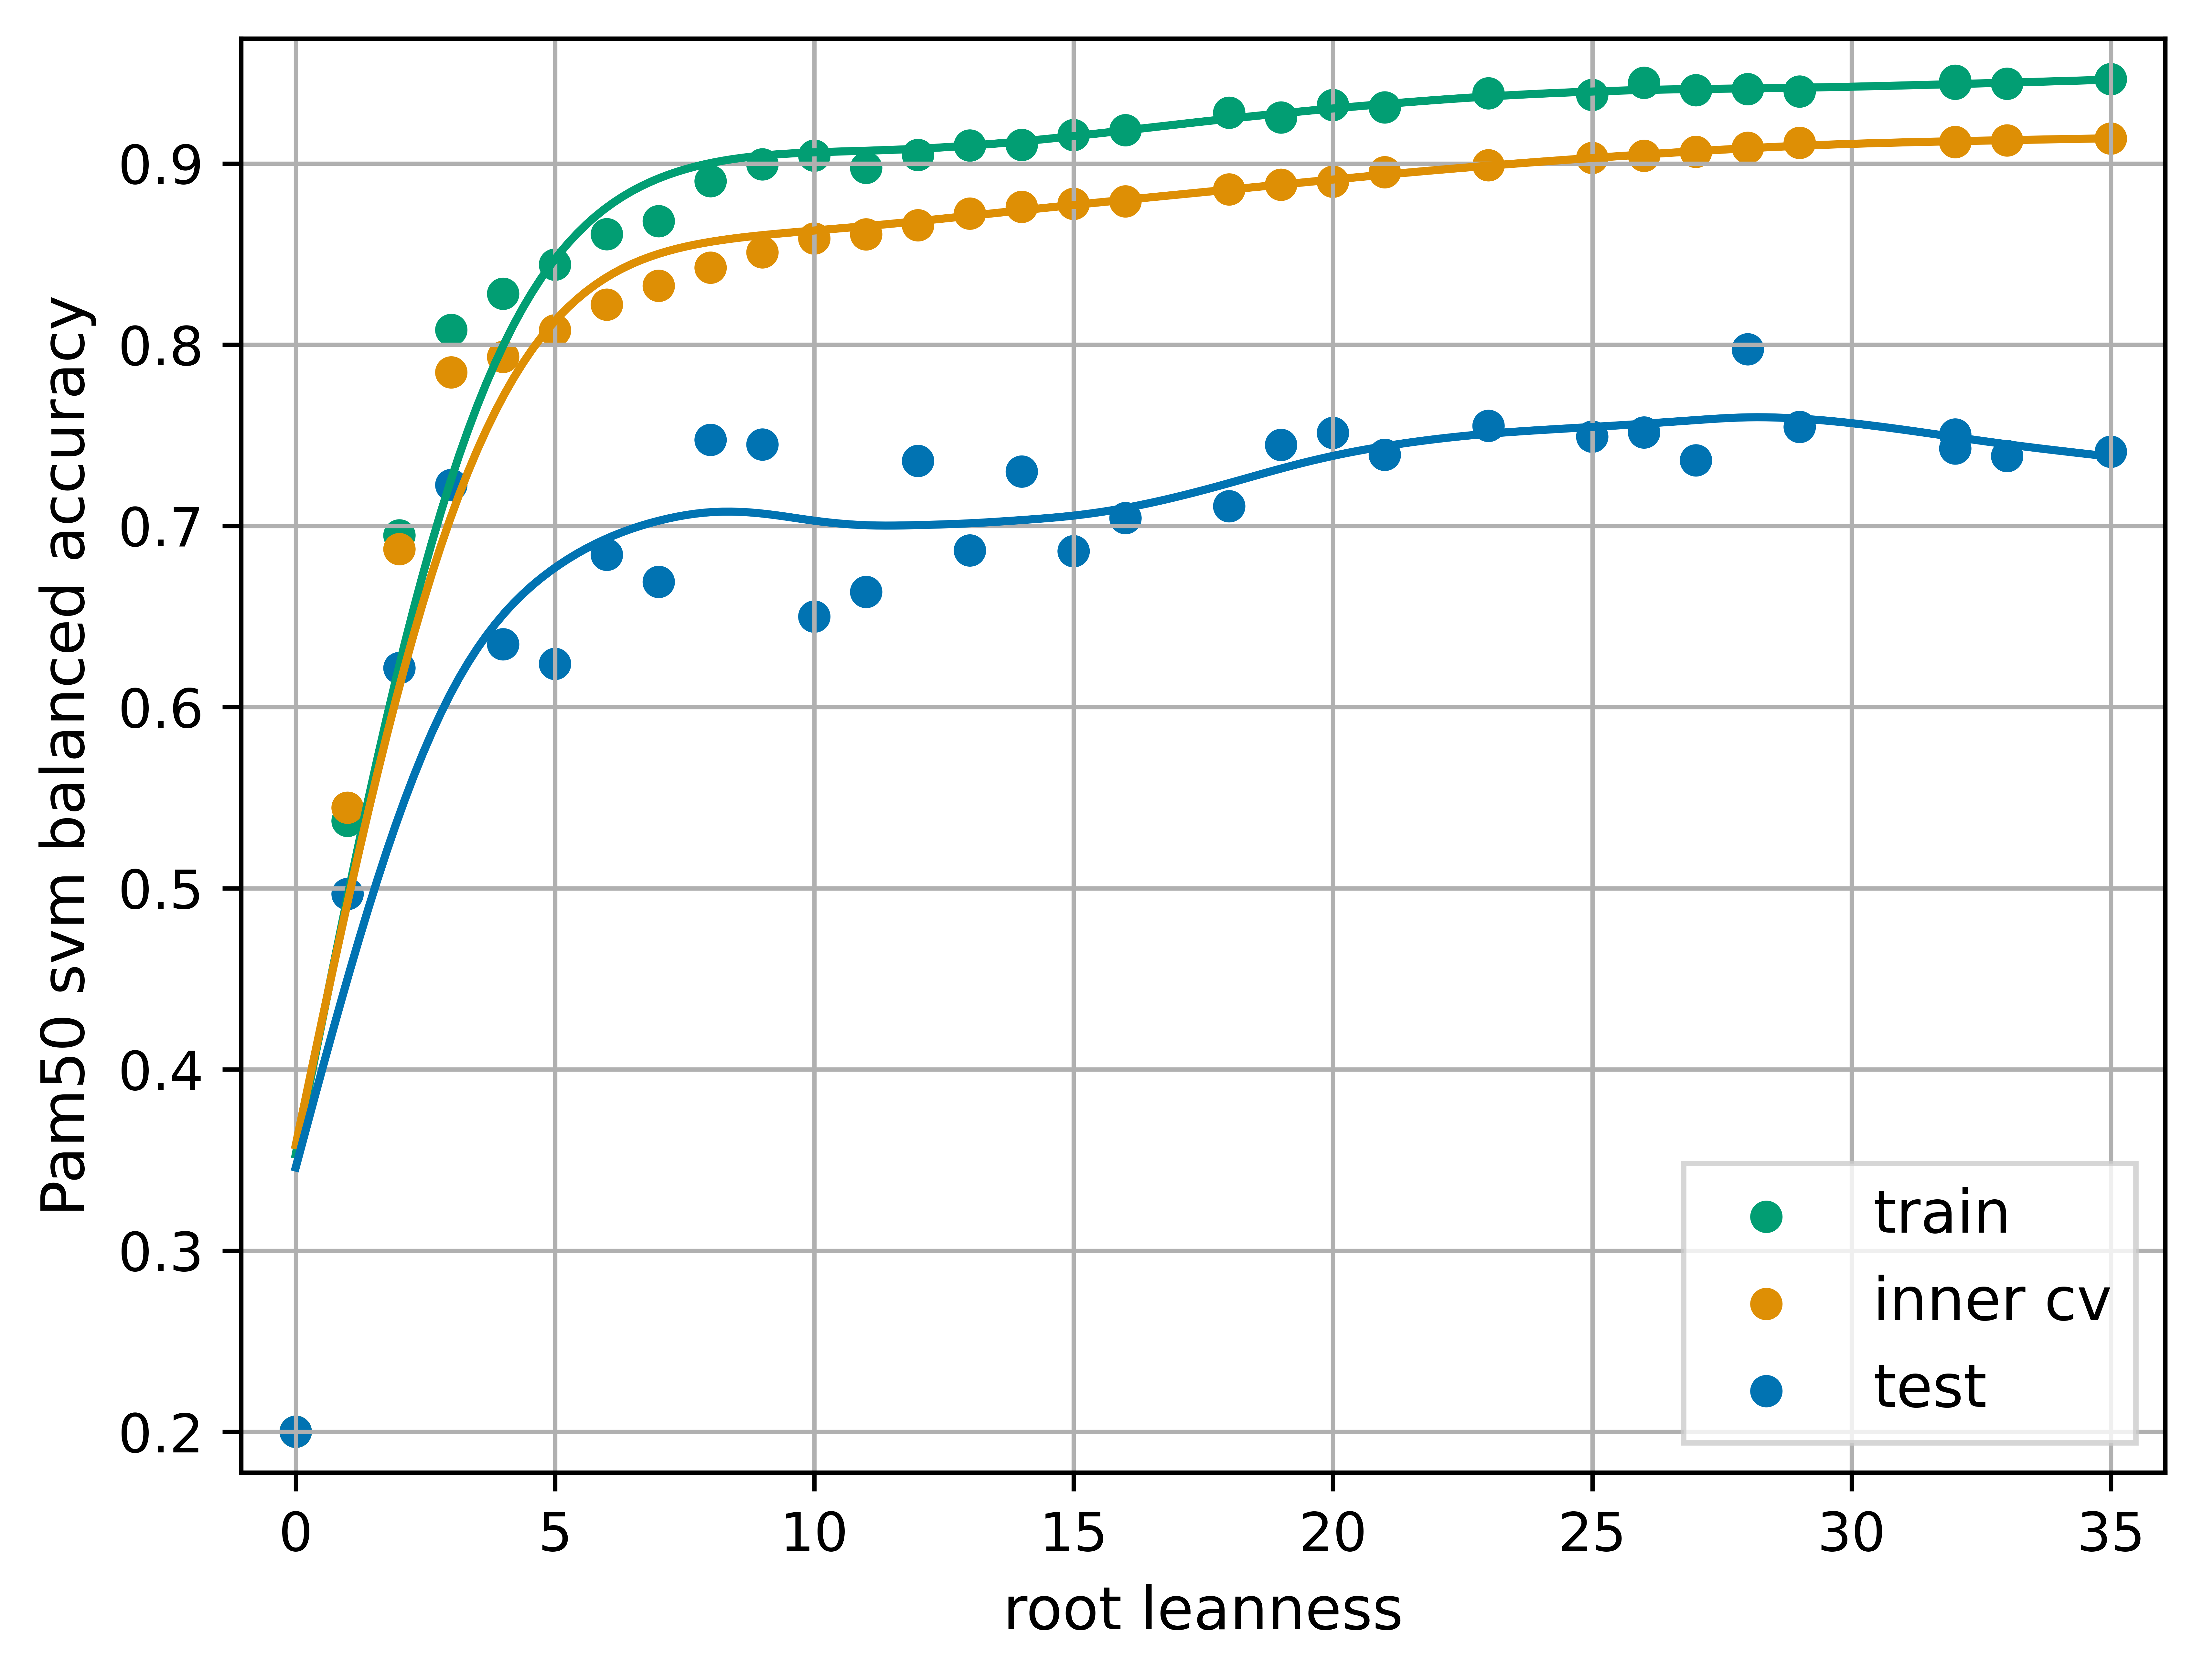 Pam50 svm balanced accuracy
0.9
0.8
0.7
0.6
0.5
0.4
0.3
0.2
train
inner cv
test
0 5 10 15 20 25 30 35
root leanness